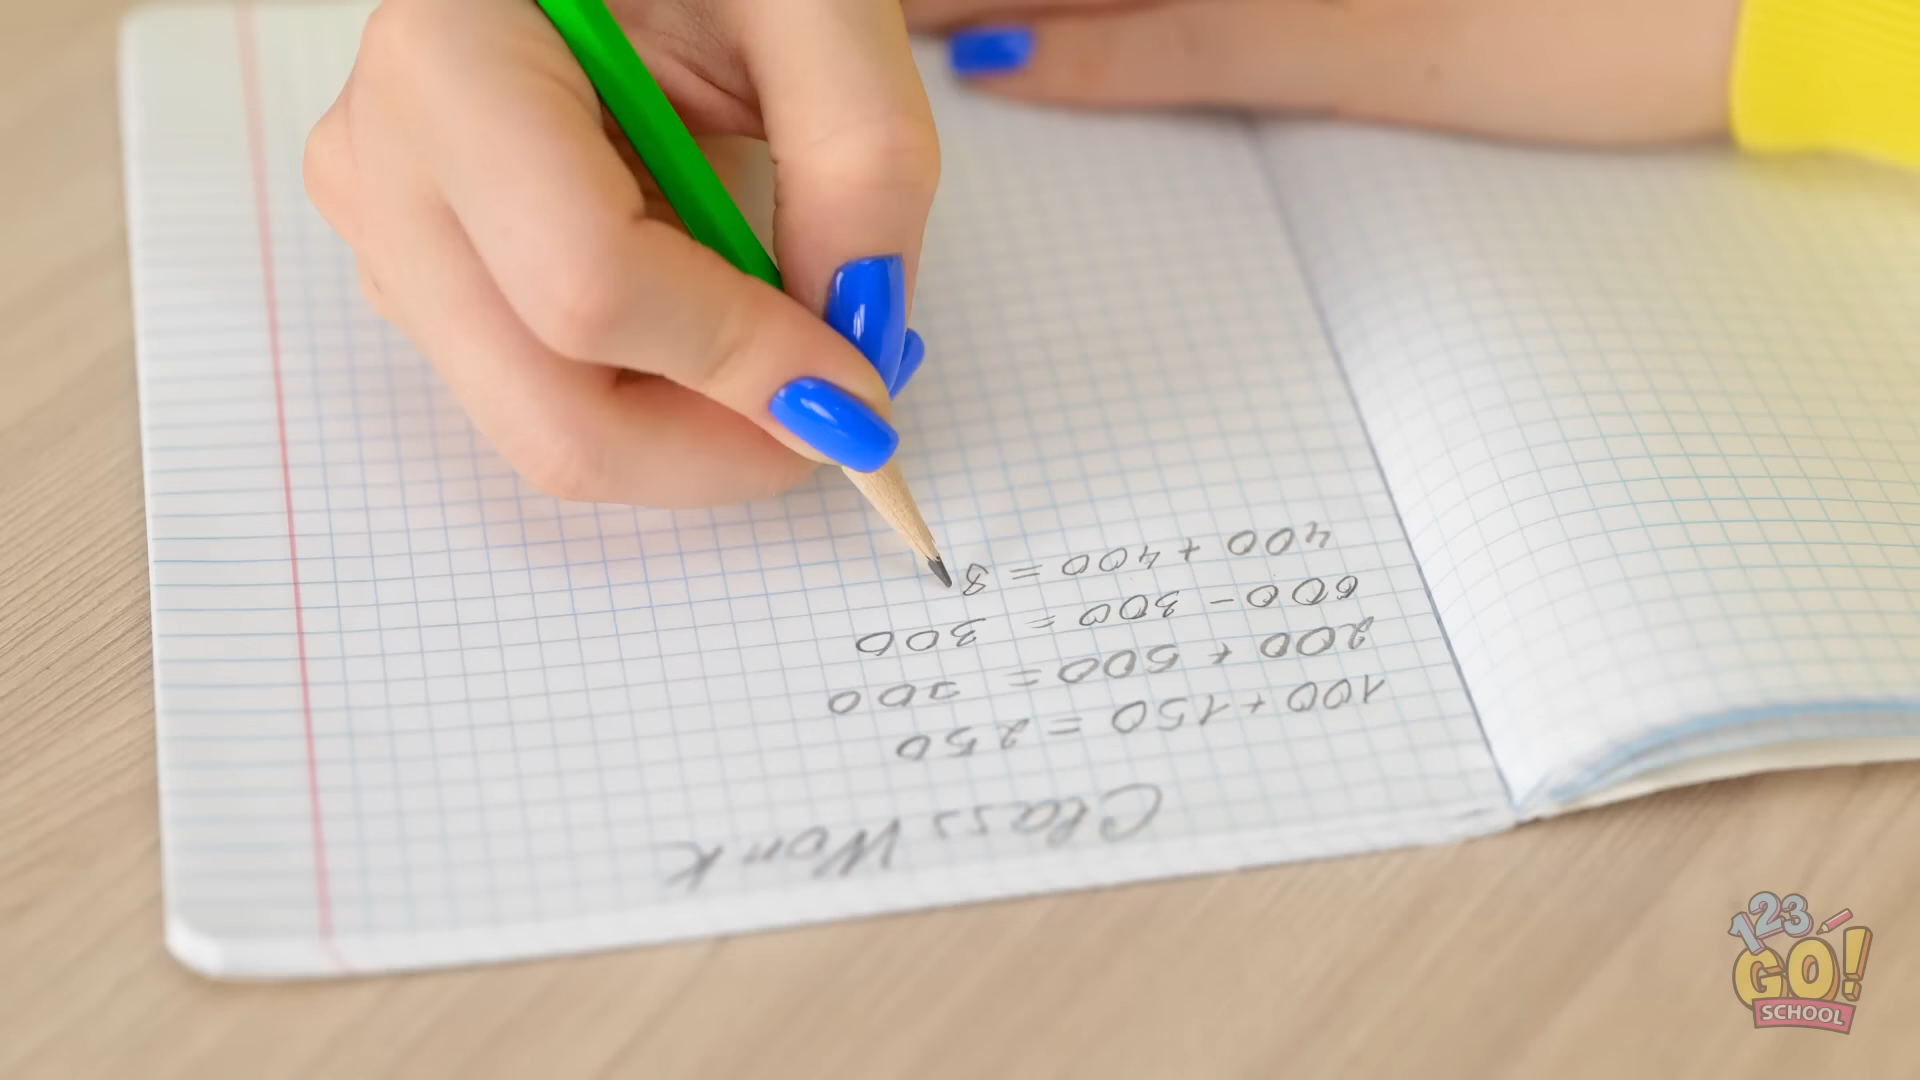 Class Work
100 + 150 = 250
200 + 500 = 700
600 - 300 = 300
400 + 400 = 8
123
GO!
SCHOOL